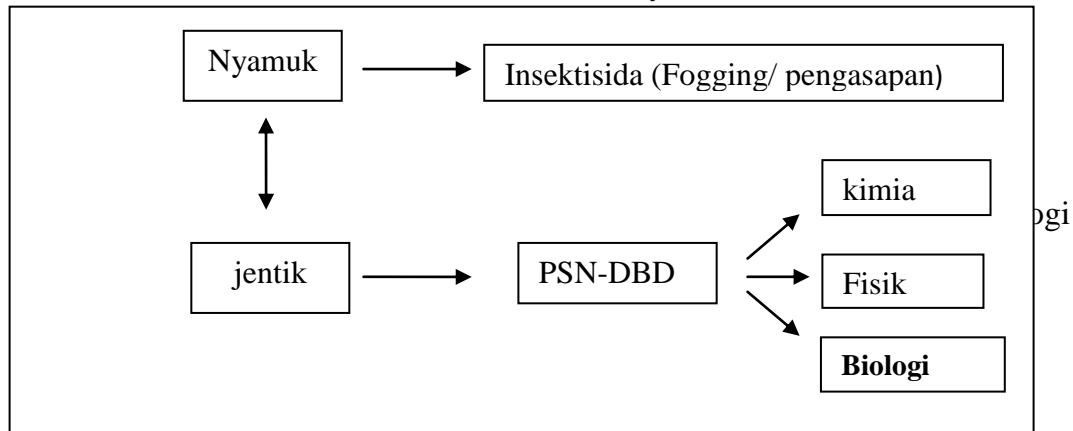 Nyamuk
Insektisida (Fogging/ pengasapan)
kimia
jentik
PSN-DBD
Fisik
Biologi